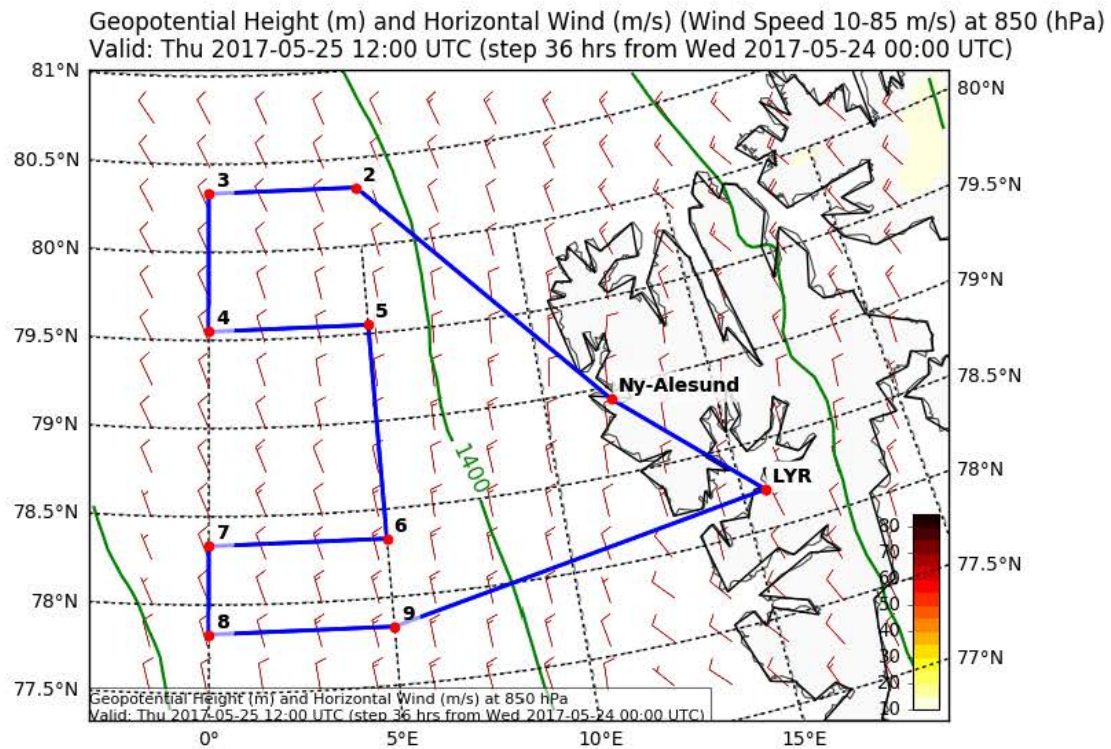 Geopotential Height (m) and Horizontal Wind (m/s) (Wind Speed 10-85 m/s) at 850 (hPa)
Valid: Thu 2017-05-25 12:00 UTC (step 36 hrs from Wed 2017-05-24 00:00 UTC)
81°N
80°N
80.5°N
3
2
79.5°N
80°N
79°N
4
5
79.5°N
Ny-Alesund
78.5°N
79°N
1400
LYR
78°N
78.5°N
7
6
80
70
77.5°N
60
78°N
50
8
9
40
77°N
30
77.5°N
20
Geopotential Height (m) and Horizontal Wind (m/s) at 850 hPa
10
Valid: Thu 2017-05-25 12:00 UTC (step 36 hrs from Wed 2017-05-24 00:00 UTC)
0°
5°E
10°E
15°E